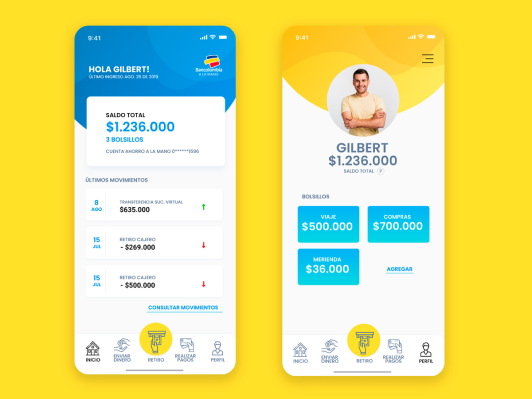 9:41
HOLA GILBERT!
ÚLTIMO INGRESO AGO. 25 DE 2019
Bancolombia
A LA MANO
SALDO TOTAL
$1.236.000
3 BOLSILLOS
CUENTA AHORRO A LA MANO 0******1596
ÚLTIMOS MOVIMIENTOS
8
AGO
TRANSFERENCIA SUC. VIRTUAL
$635.000
15
JUL
RETIRO CAJERO
- $269.000
15
JUL
RETIRO CAJERO
- $500.000
CONSULTAR MOVIMIENTOS
INICIO
ENVIAR
DINERO
RETIRO
REALIZAR
PAGOS
PERFIL
9:41
GILBERT
$1.236.000
SALDO TOTAL
BOLSILLOS
VIAJE
$500.000
COMPRAS
$700.000
MERIENDA
$36.000
AGREGAR
INICIO
ENVIAR
DINERO
RETIRO
REALIZAR
PAGOS
PERFIL